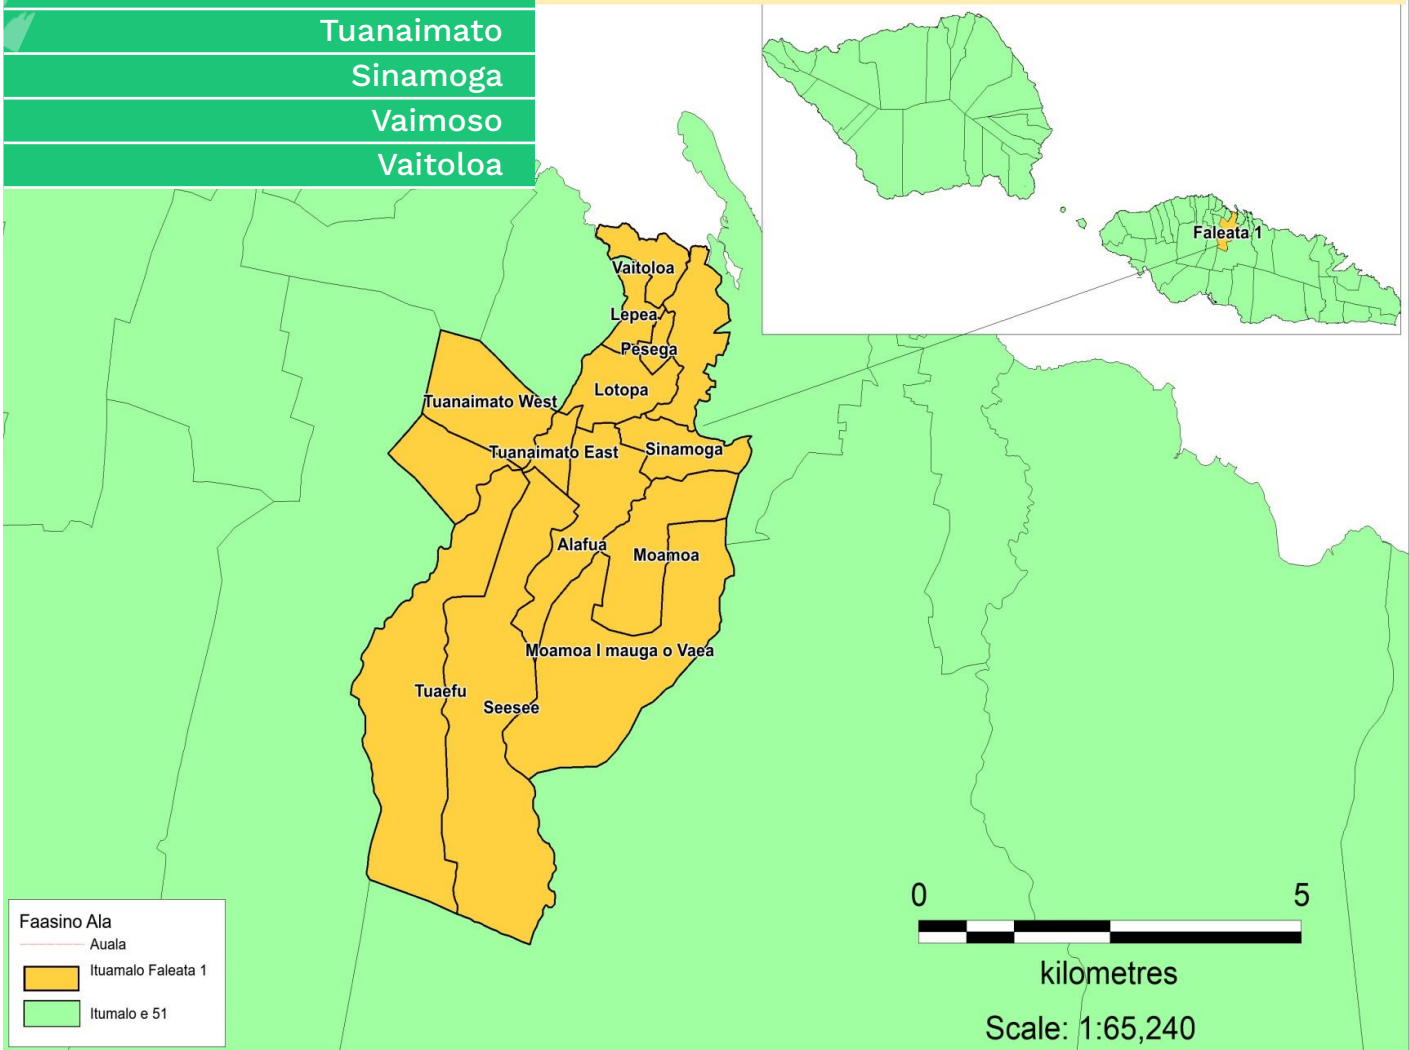 Tuanaimato
Sinamoga
Vaimoso
Vaitoloa
Faleata 1
Vaitoloa
Lepea
Pesega
Lotopa
Tuanaimato West
Tuanaimato East
Sinamoga
Alafua
Moamoa
Moamoa I mauga o Vaea
Tuaefu
Seesee
Faasino Ala
Auala
Ituamalo Faleata 1
Itumalo e 51
0 5
kilometres
Scale: 1:65,240